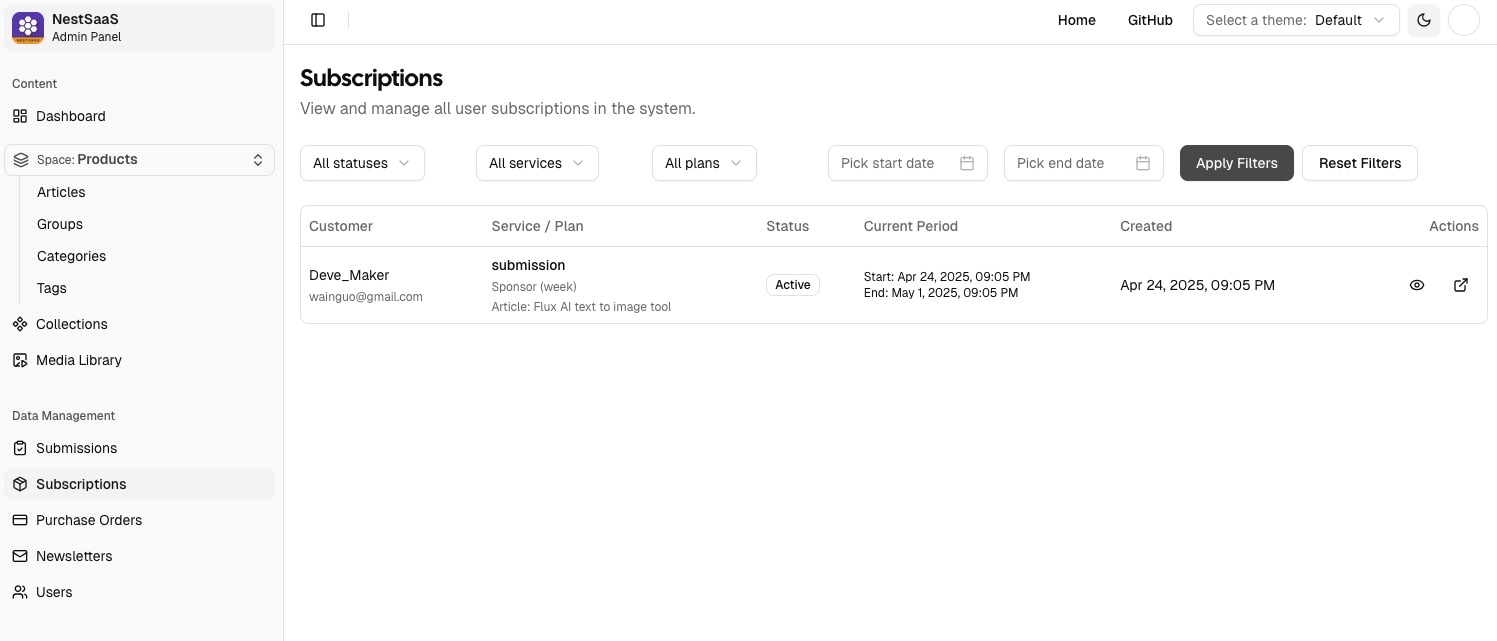 NestSaaS
Admin Panel
Content
Dashboard
Space: Products
Articles
Groups
Categories
Tags
Collections
Media Library
Data Management
Submissions
Subscriptions
Purchase Orders
Newsletters
Users
Home GitHub Select a theme: Default
Subscriptions
View and manage all user subscriptions in the system.
All statuses All services All plans Pick start date Pick end date Apply Filters Reset Filters
Customer Service / Plan Status Current Period Created Actions
Deve_Maker
wainguo@gmail.com
submission
Sponsor (week)
Article: Flux AI text to image tool
Active
Start: Apr 24, 2025, 09:05 PM
End: May 1, 2025, 09:05 PM
Apr 24, 2025, 09:05 PM